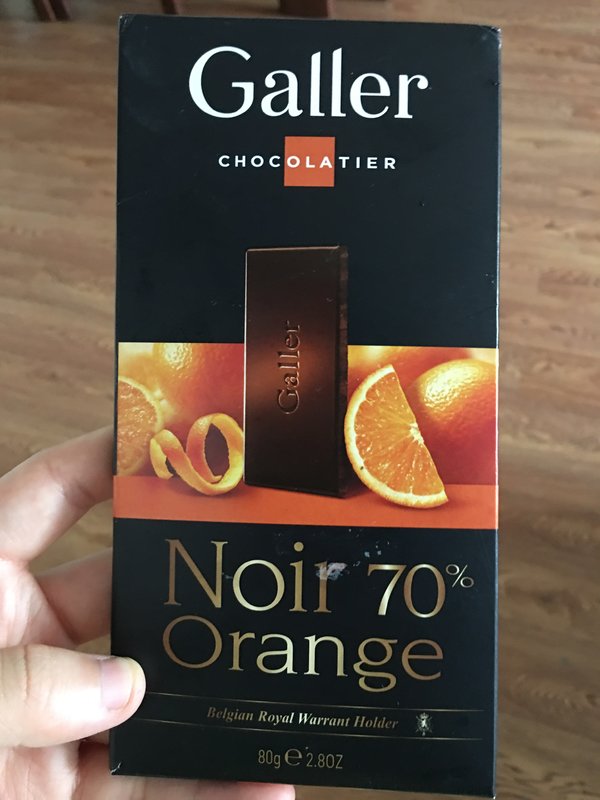 Galler
CHOCOLATIER
Galler
Noir 70%
Orange
Belgian Royal Warrant Holder
80g ℮ 2.8OZ